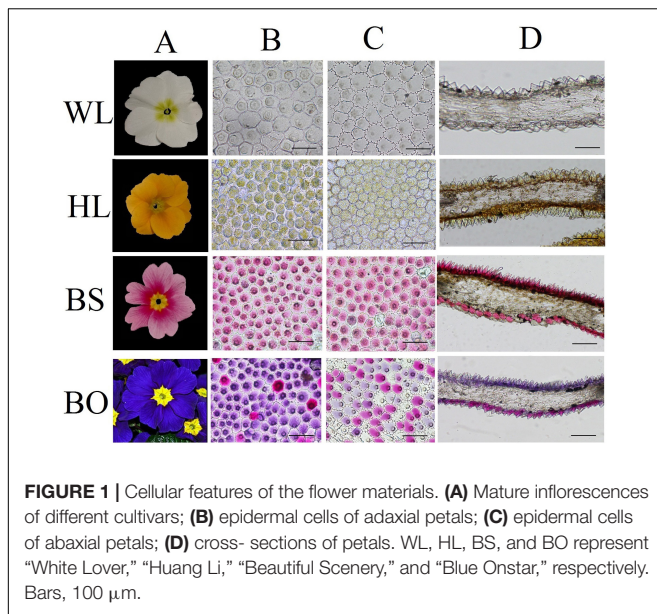 A B C D
WL
HL
BS
BO
FIGURE 1 | Cellular features of the flower materials. (A) Mature inflorescences
of different cultivars; (B) epidermal cells of adaxial petals; (C) epidermal cells
of abaxial petals; (D) cross- sections of petals. WL, HL, BS, and BO represent
“White Lover,” “Huang Li,” “Beautiful Scenery,” and “Blue Onstar,” respectively.
Bars, 100 μm.